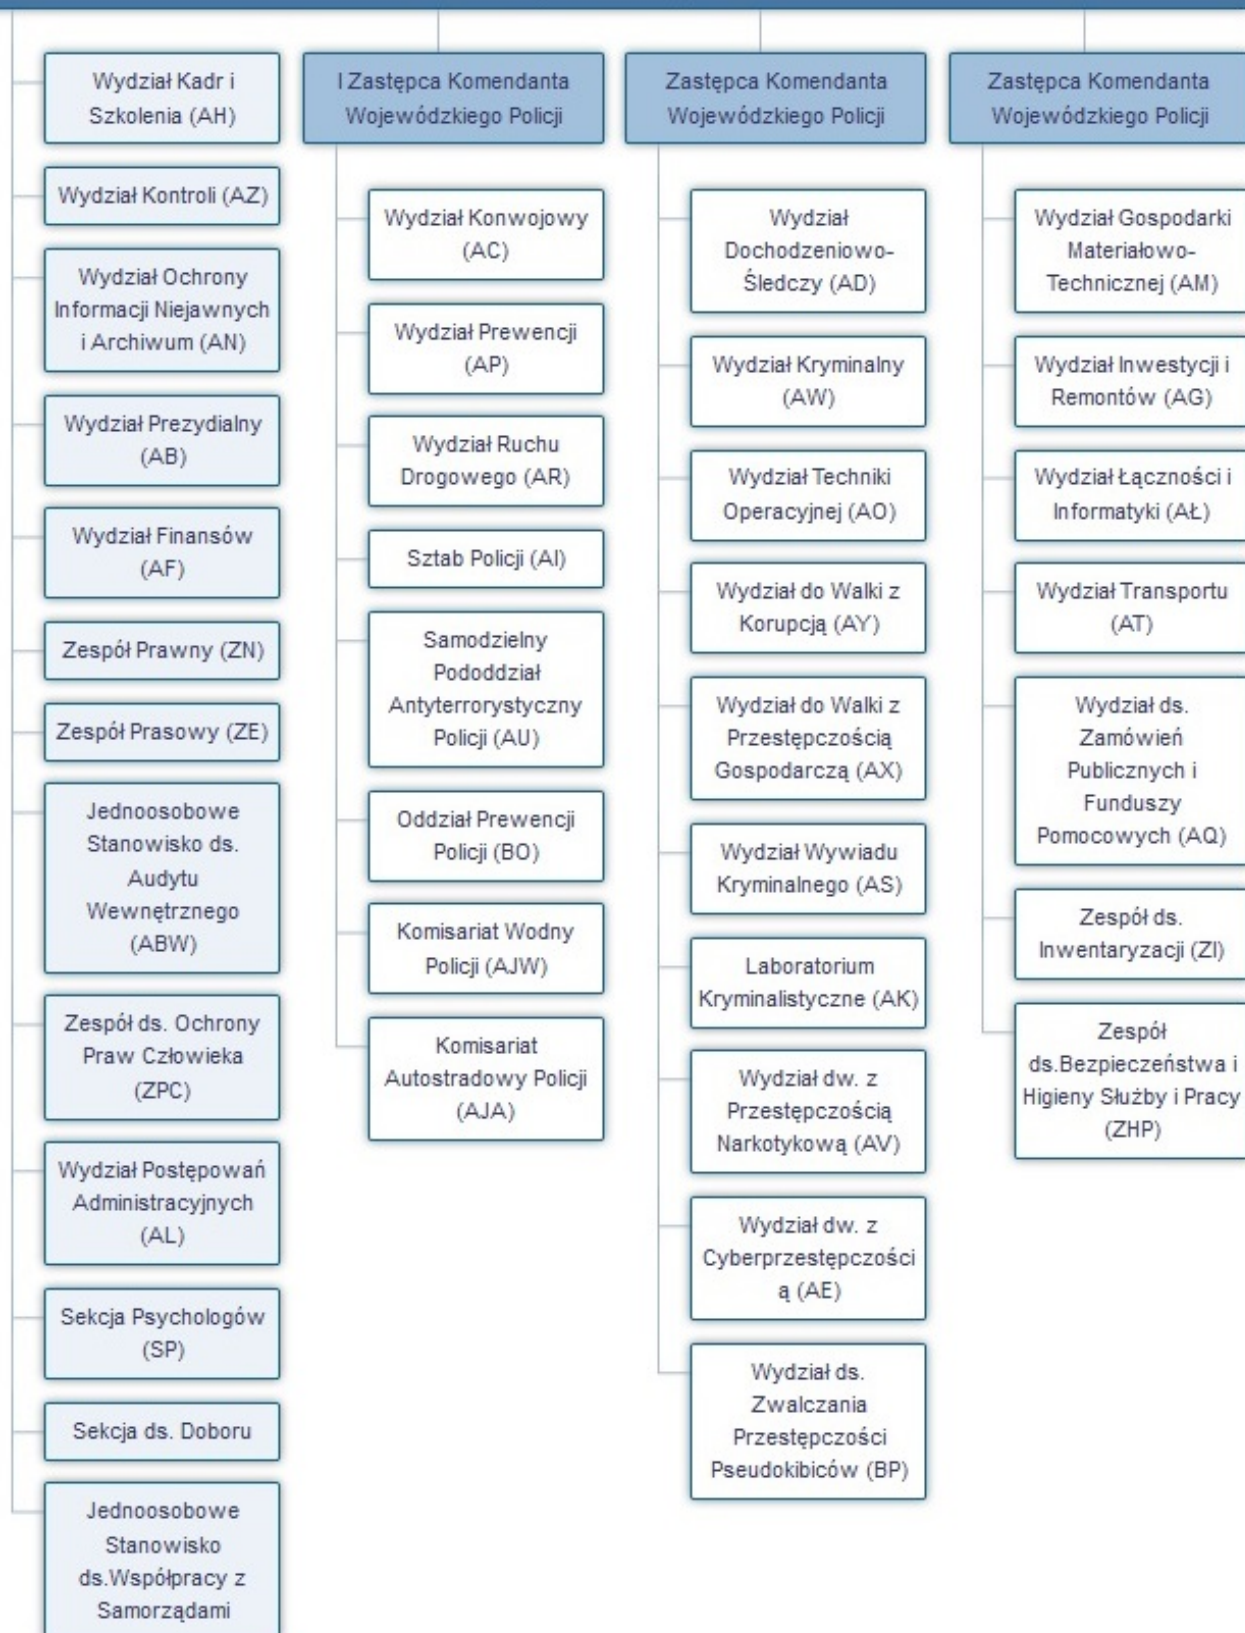 Wydział Kadr i
Szkolenia (AH)
Wydział Kontroli (AZ)
Wydział Ochrony
Informacji Niejawnych
i Archiwum (AN)
Wydział Prezydialny
(AB)
Wydział Finansów
(AF)
Zespół Prawny (ZN)
Zespół Prasowy (ZE)
Jednoosobowe
Stanowisko ds.
Audytu
Wewnętrznego
(ABW)
Zespół ds. Ochrony
Praw Człowieka
(ZPC)
Wydział Postępowań
Administracyjnych
(AL)
Sekcja Psychologów
(SP)
Sekcja ds. Doboru
Jednoosobowe
Stanowisko
ds.Współpracy z
Samorządami
I Zastępca Komendanta
Wojewódzkiego Policji
Wydział Konwojowy
(AC)
Wydział Prewencji
(AP)
Wydział Ruchu
Drogowego (AR)
Sztab Policji (AI)
Samodzielny
Pododdział
Antyterrorystyczny
Policji (AU)
Oddział Prewencji
Policji (BO)
Komisariat Wodny
Policji (AJW)
Komisariat
Autostradowy Policji
(AJA)
Zastępca Komendanta
Wojewódzkiego Policji
Wydział
Dochodzeniowo-
Śledczy (AD)
Wydział Kryminalny
(AW)
Wydział Techniki
Operacyjnej (AO)
Wydział do Walki z
Korupcją (AY)
Wydział do Walki z
Przestępczością
Gospodarczą (AX)
Wydział Wywiadu
Kryminalnego (AS)
Laboratorium
Kryminalistyczne (AK)
Wydział dw. z
Przestępczością
Narkotykową (AV)
Wydział dw. z
Cyberprzestępczości
ą (AE)
Wydział ds.
Zwalczania
Przestępczości
Pseudokibiców (BP)
Zastępca Komendanta
Wojewódzkiego Policji
Wydział Gospodarki
Materiałowo-
Technicznej (AM)
Wydział Inwestycji i
Remontów (AG)
Wydział Łączności i
Informatyki (AŁ)
Wydział Transportu
(AT)
Wydział ds.
Zamówień
Publicznych i
Funduszy
Pomocowych (AQ)
Zespół ds.
Inwentaryzacji (ZI)
Zespół
ds.Bezpieczeństwa i
Higieny Służby i Pracy
(ZHP)